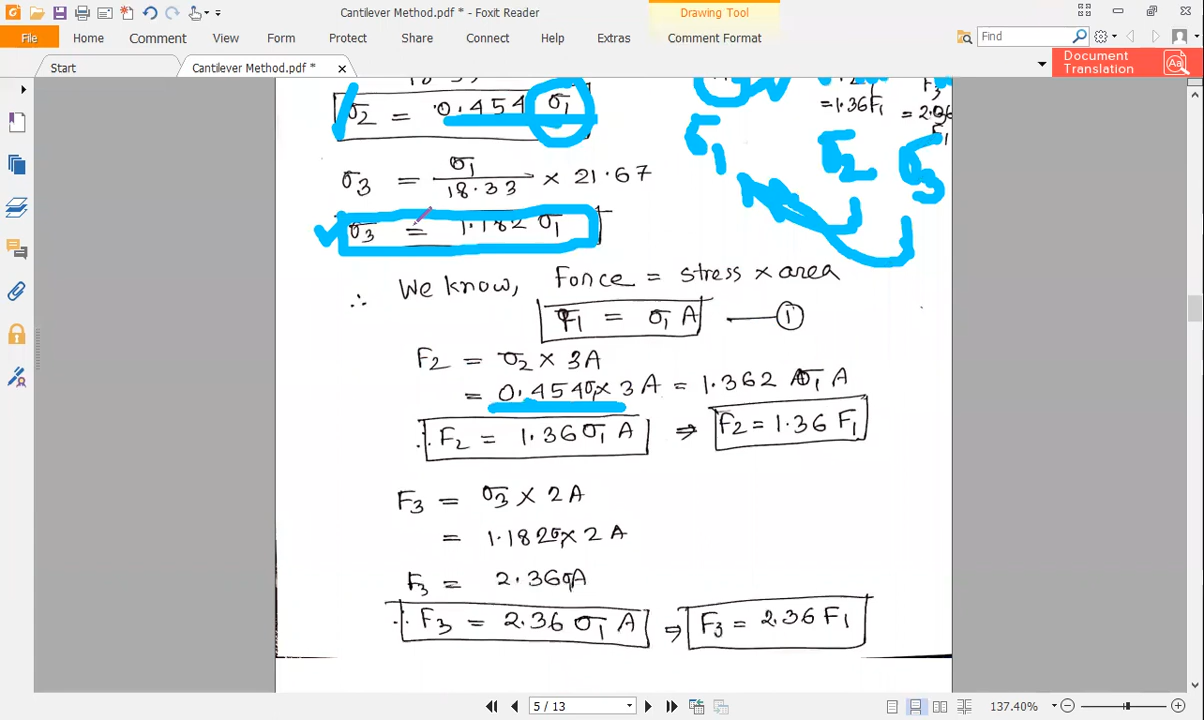 Cantilever Method.pdf * - Foxit Reader
Drawing Tool
File Home Comment View Form Protect Share Connect Help Extras Comment Format
Find
Start
Cantilever Method.pdf *
Document Translation
σ2 = 0.454 σ1
=1.36F1
F3
σ1 σ2 σ3
σ3 = σ1/18.33 × 21.67
σ3 = 1.182 σ1
∴ We know, Force = stress × area
F1 = σ1 A —— ①
F2 = σ2 × 3A
= 0.454σ1 × 3A = 1.362 σ1 A
∴ F2 = 1.36 σ1 A ⇒ F2 = 1.36 F1
F3 = σ3 × 2A
= 1.182σ1 × 2A
F3 = 2.36σ1A
∴ F3 = 2.36 σ1 A ⇒ F3 = 2.36 F1
5 / 13
137.40%